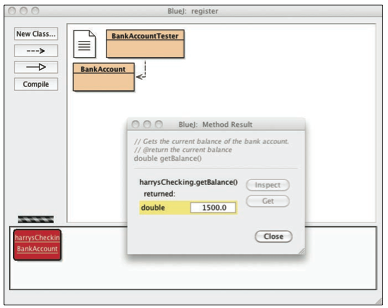 BlueJ: register
New Class...
--->
Compile
BankAccountTester
BankAccount
BlueJ: Method Result
// Gets the current balance of the bank account.
// @return the current balance
double getBalance()
harrysChecking.getBalance()
returned:
double 1500.0
Inspect
Get
Close
harrysCheckin
BankAccount